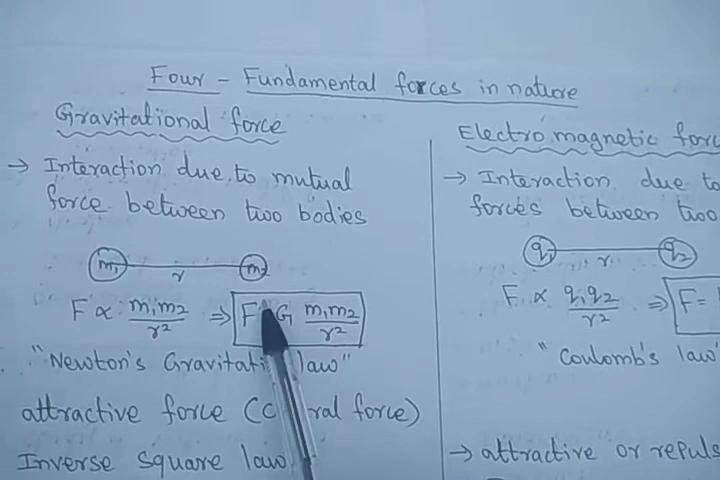 Four - Fundamental forces in nature
Gravitational force
→ Interaction due to mutual
force between two bodies
m1 r m2
F ∝ m1m2/r2 ⇒ F G m1m2/r2
"Newton's Gravitati law"
attractive force (C ral force)
Inverse square law
Electromagnetic forc
→ Interaction due to
forces between two
q1 r q2
F ∝ q1q2/r2 ⇒ F=
"Coulomb's law"
→ attractive or repuls